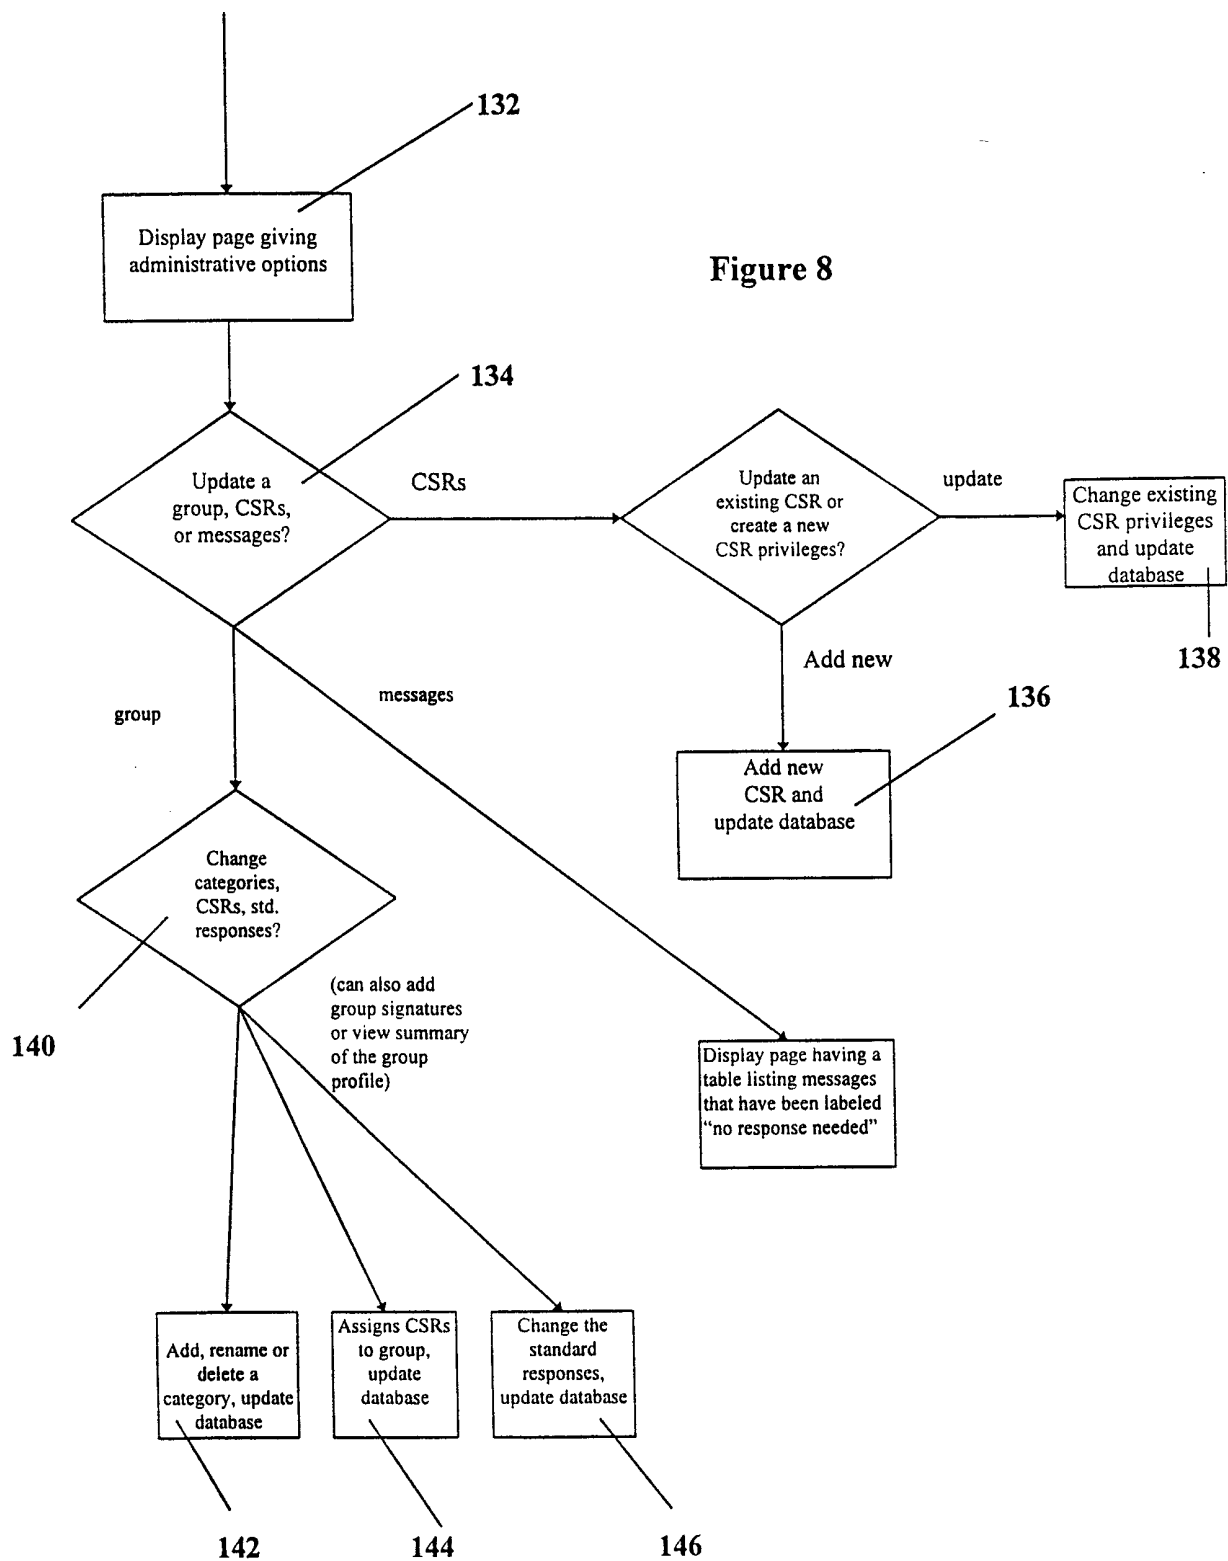 132
Display page giving
administrative options
Figure 8
134
Update a
group, CSRs,
or messages?
CSRs
Update an
existing CSR or
create a new
CSR privileges?
update
Change existing
CSR privileges
and update
database
138
Add new
136
Add new
CSR and
update database
messages
group
Change
categories,
CSRs, std.
responses?
140
(can also add
group signatures
or view summary
of the group
profile)
Display page having a
table listing messages
that have been labeled
“no response needed”
Add, rename or
delete a
category, update
database
Assigns CSRs
to group,
update
database
Change the
standard
responses,
update database
142
144
146